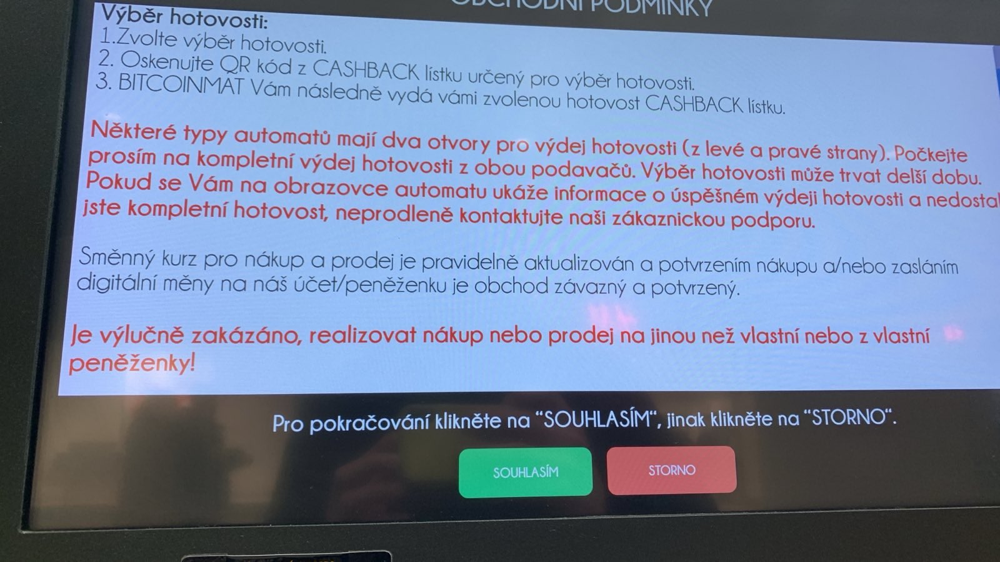 OBCHODNÍ PODMÍNKY
Výběr hotovosti:
1.Zvolte výběr hotovosti.
2. Oskenujte QR kód z CASHBACK lístku určený pro výběr hotovosti.
3. BITCOINMAT Vám následně vydá vámi zvolenou hotovost CASHBACK lístku.
Některé typy automatů mají dva otvory pro výdej hotovosti (z levé a pravé strany). Počkejte
prosím na kompletní výdej hotovosti z obou podavačů. Výběr hotovosti může trvat delší dobu.
Pokud se Vám na obrazovce automatu ukáže informace o úspěšném výdeji hotovosti a nedostal
jste kompletní hotovost, neprodleně kontaktujte naši zákaznickou podporu.
Směnný kurz pro nákup a prodej je pravidelně aktualizován a potvrzením nákupu a/nebo zasláním
digitální měny na náš účet/peněženku je obchod závazný a potvrzený.
Je výlučně zakázáno, realizovat nákup nebo prodej na jinou než vlastní nebo z vlastní
peněženky!
Pro pokračování klikněte na “SOUHLASÍM“, jinak klikněte na “STORNO“.
SOUHLASÍM
STORNO